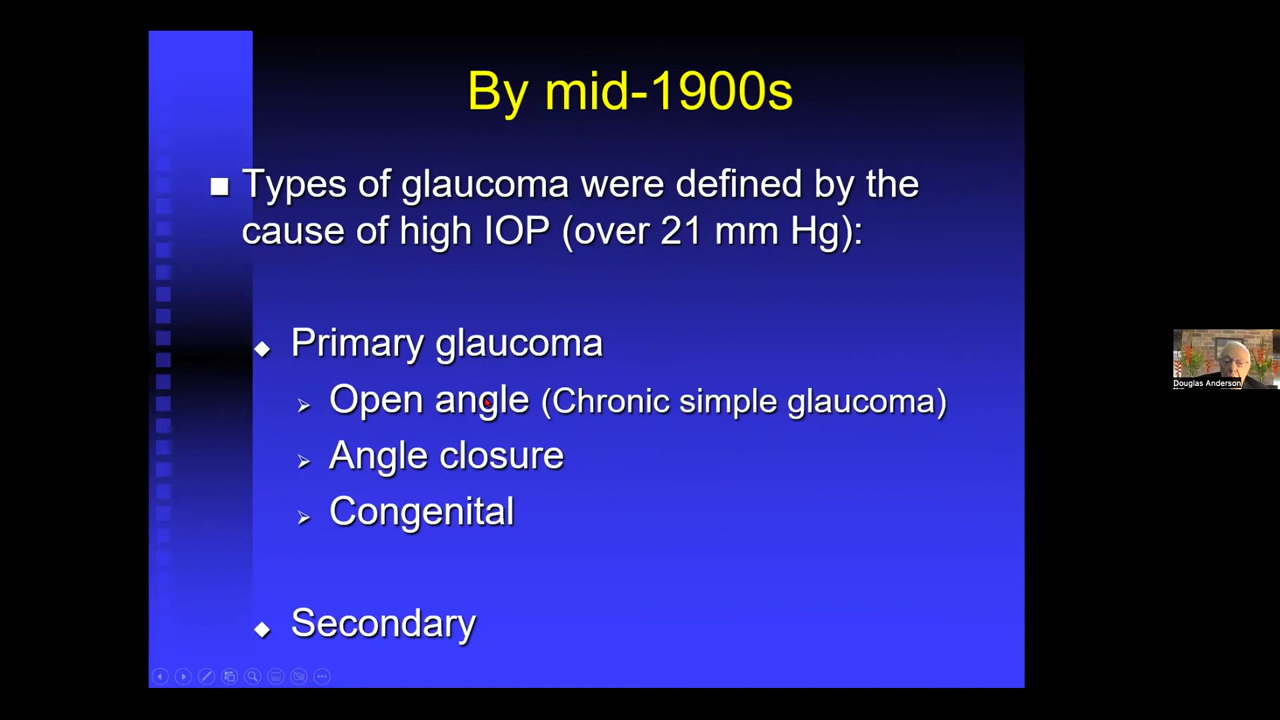 By mid-1900s
Types of glaucoma were defined by the
cause of high IOP (over 21 mm Hg):
Primary glaucoma
Open angle (Chronic simple glaucoma)
Angle closure
Congenital
Secondary
Douglas Anderson